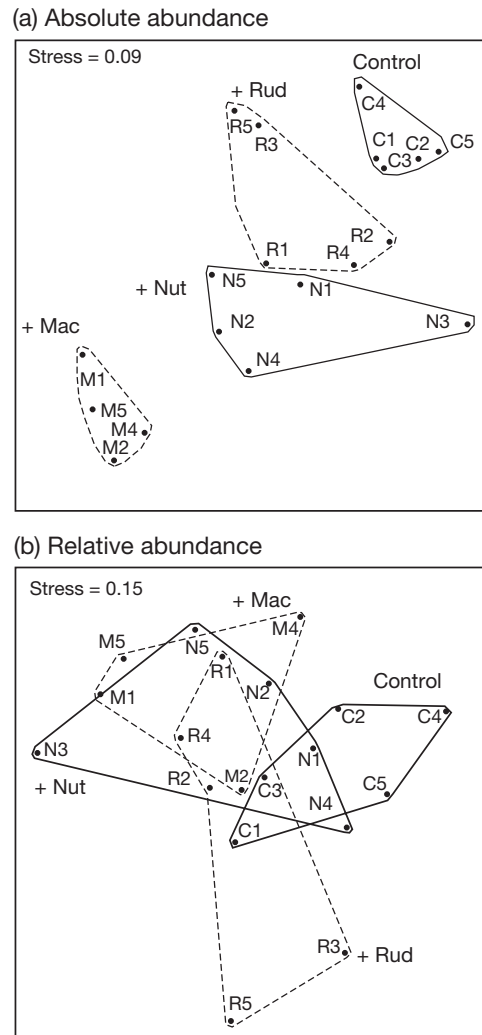 (a) Absolute abundance
Stress = 0.09
Control
+ Rud
C4
R5
R3
C1
C2
C5
C3
R2
R1
R4
+ Nut
N5
N1
+ Mac
N2
N3
M1
N4
M5
M4
M2
(b) Relative abundance
Stress = 0.15
+ Mac
M4
M5
N5
R1
N2
Control
M1
C2
C4
R4
N1
N3
+ Nut
R2
M2
C3
C5
N4
C1
R3
+ Rud
R5